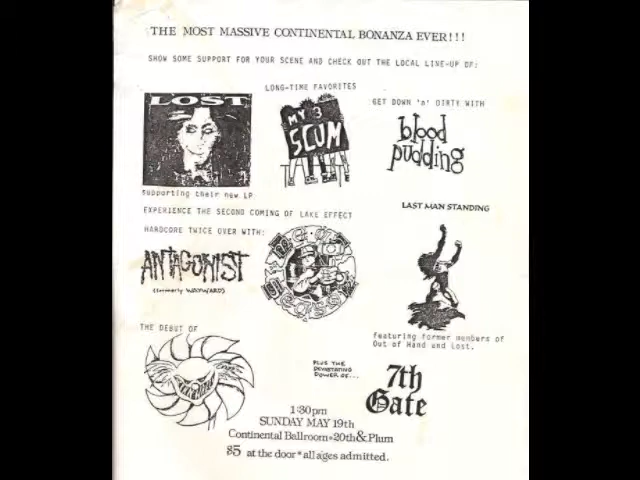 THE MOST MASSIVE CONTINENTAL BONANZA EVER!!!
SHOW SOME SUPPORT FOR YOUR SCENE AND CHECK OUT THE LOCAL LINE-UP OF:
LONG-TIME FAVORITES
GET DOWN 'n' DIRTY WITH
LOST
MY 3
SCUM
blood
pudding
supporting their new LP
LAST MAN STANDING
EXPERIENCE THE SECOND COMING OF LAKE EFFECT
HARDCORE TWICE OVER WITH:
ANTAGONIST
(formerly WAYWARD)
featuring former members of
Out of Hand and Lost.
THE DEBUT OF
PLUS THE
DEVASTATING
POWER OF...
7th
Gate
1:30pm
SUNDAY MAY 19th
Continental Ballroom*20th&Plum
$5 at the door*all ages admitted.